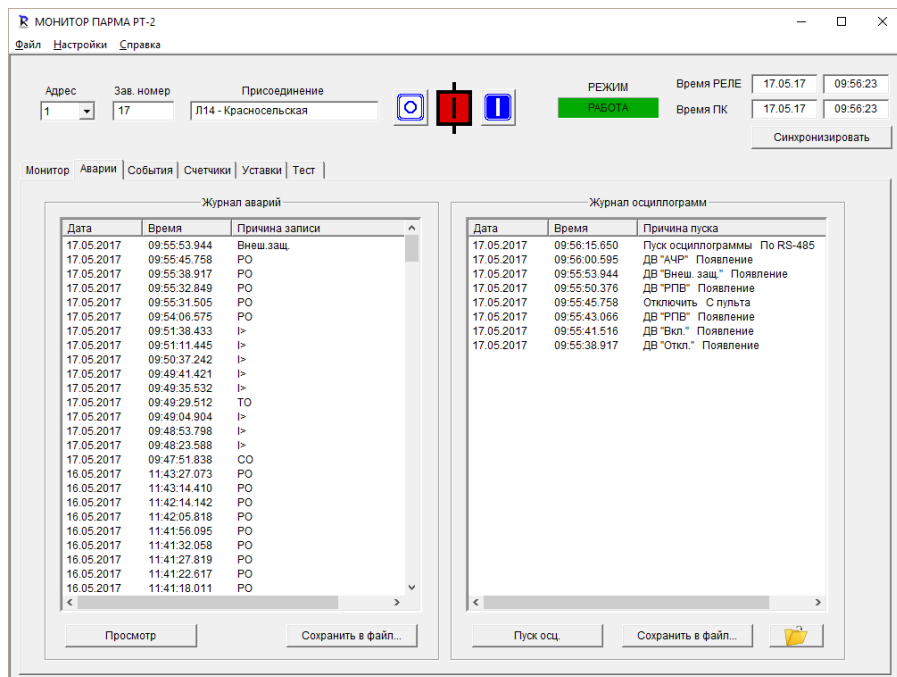 МОНИТОР ПАРМА РТ-2
Файл Настройки Справка
Адрес Зав. номер Присоединение РЕЖИМ Время РЕЛЕ 17.05.17 09:56:23
1 17 Л14 - Красносельская РАБОТА Время ПК 17.05.17 09:56:23
Синхронизировать
Монитор Аварии События Счетчики Уставки Тест
Журнал аварий
Дата Время Причина записи
17.05.2017 09:55:53.944 Внеш.защ.
17.05.2017 09:55:45.758 РО
17.05.2017 09:55:38.917 РО
17.05.2017 09:55:32.849 РО
17.05.2017 09:55:31.505 РО
17.05.2017 09:54:06.575 РО
17.05.2017 09:51:38.433 I>
17.05.2017 09:51:11.445 I>
17.05.2017 09:50:37.242 I>
17.05.2017 09:49:41.421 I>
17.05.2017 09:49:35.532 I>
17.05.2017 09:49:29.512 ТО
17.05.2017 09:49:04.904 I>
17.05.2017 09:48:53.798 I>
17.05.2017 09:48:23.588 I>
17.05.2017 09:47:51.838 СО
16.05.2017 11:43:27.073 РО
16.05.2017 11:43:14.410 РО
16.05.2017 11:42:14.142 РО
16.05.2017 11:42:05.818 РО
16.05.2017 11:41:56.095 РО
16.05.2017 11:41:32.058 РО
16.05.2017 11:41:27.819 РО
16.05.2017 11:41:22.617 РО
16.05.2017 11:41:18.011 РО
Просмотр Сохранить в файл...
Журнал осциллограмм
Дата Время Причина пуска
17.05.2017 09:56:15.650 Пуск осциллограммы По RS-485
17.05.2017 09:56:00.595 ДВ "АЧР" Появление
17.05.2017 09:55:53.944 ДВ "Внеш. защ." Появление
17.05.2017 09:55:50.376 ДВ "РПВ" Появление
17.05.2017 09:55:45.758 Отключить С пульта
17.05.2017 09:55:43.066 ДВ "РПВ" Появление
17.05.2017 09:55:41.516 ДВ "Вкл." Появление
17.05.2017 09:55:38.917 ДВ "Откл." Появление
Пуск осц. Сохранить в файл...